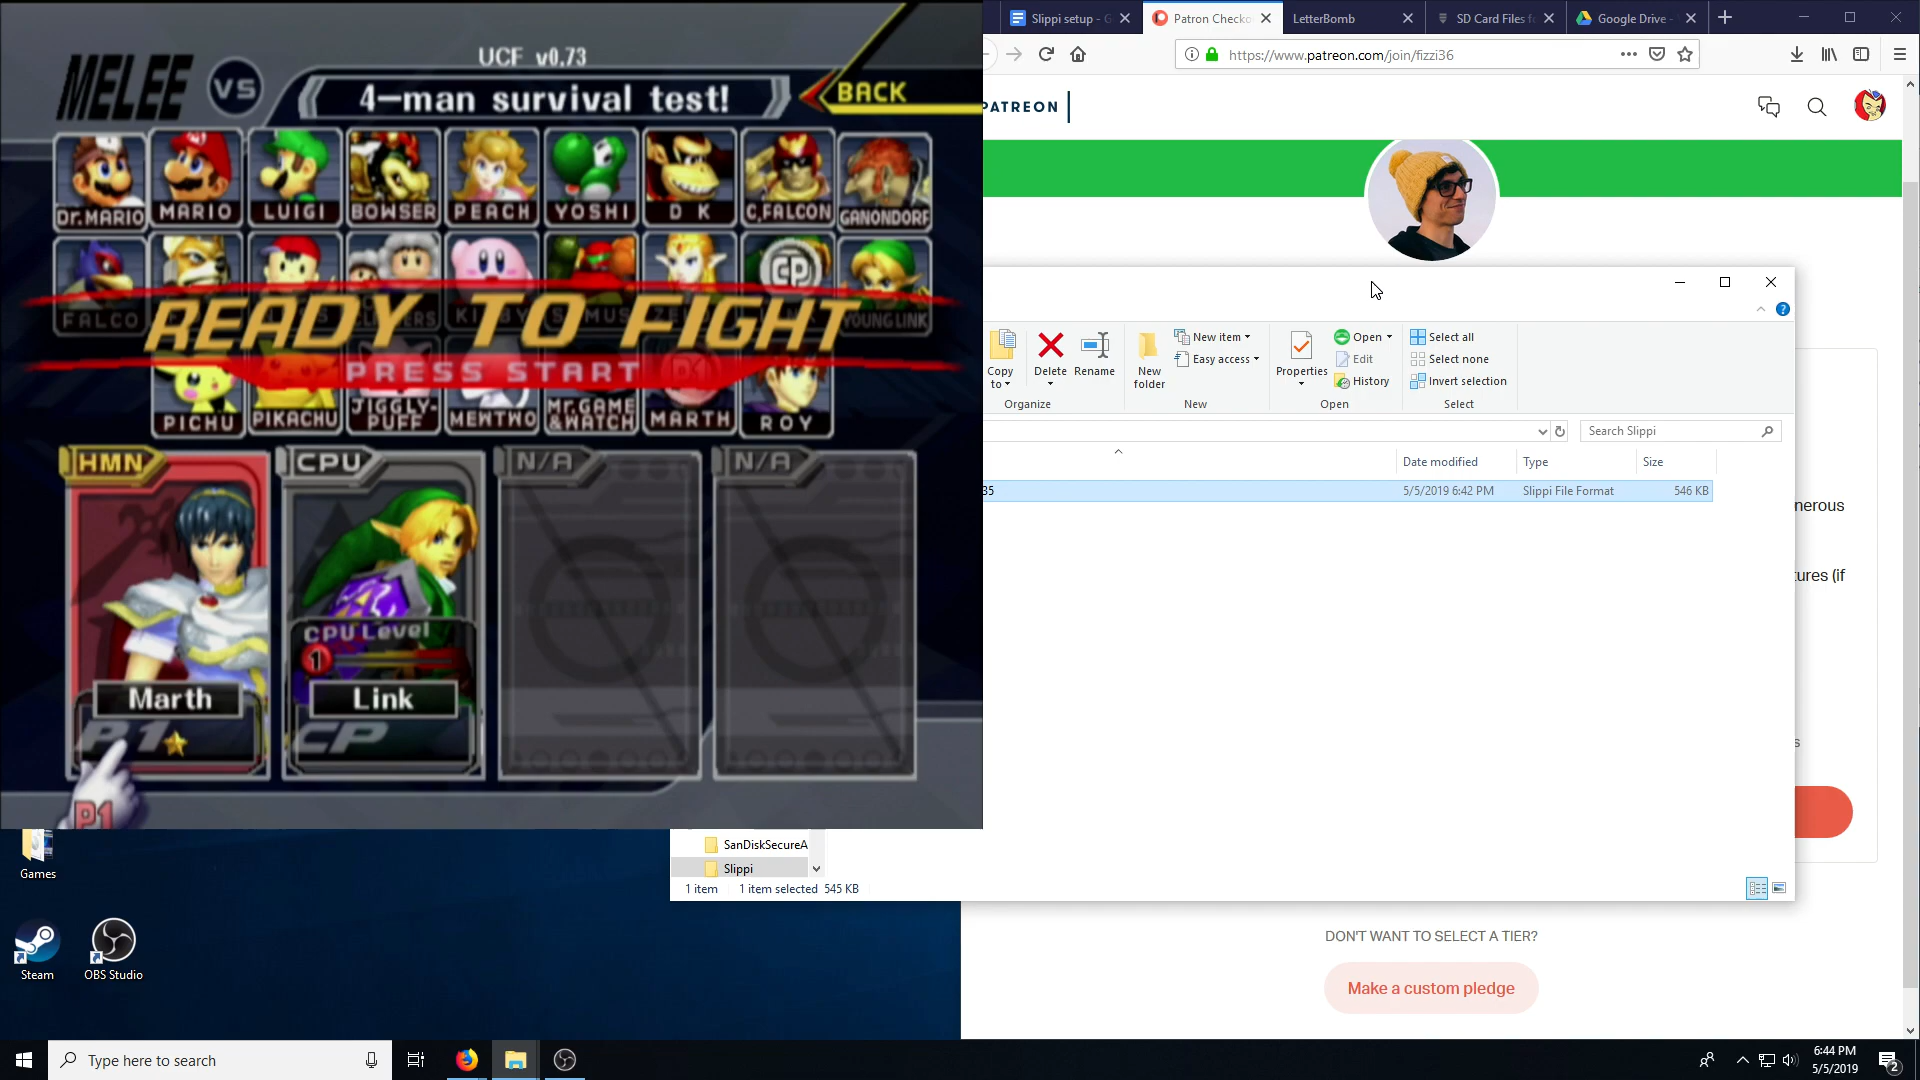 Slippi setup - G
Patron Checko
LetterBomb
SD Card Files fo
Google Drive - Y
https://www.patreon.com/join/fizzi36
PATREON
UCF v0.73
MELEE
VS
4-man survival test!
BACK
Dr.MARIO
MARIO
LUIGI
BOWSER
PEACH
YOSHI
D K
C,FALCON
GANONDORF
CP
FALCO
YOUNG LINK
READY TO FIGHT
PRESS START
PICHU
PIKACHU
JIGGLY-
PUFF
MEWTWO
Mr.GAME
&WATCH
MARTH
ROY
HMN
CPU
N/A
N/A
CPU Level
1
Marth
Link
P1
CP
P1
Copy
to
Delete
Rename
Organize
New
folder
New item
Easy access
New
Properties
Open
Edit
History
Open
Select all
Select none
Invert selection
Select
Search Slippi
Date modified
Type
Size
35
5/5/2019 6:42 PM
Slippi File Format
546 KB
nerous
tures (if
s
SanDiskSecureA
Slippi
1 item
1 item selected 545 KB
DON'T WANT TO SELECT A TIER?
Make a custom pledge
Games
Steam
OBS Studio
Type here to search
6:44 PM
5/5/2019
2